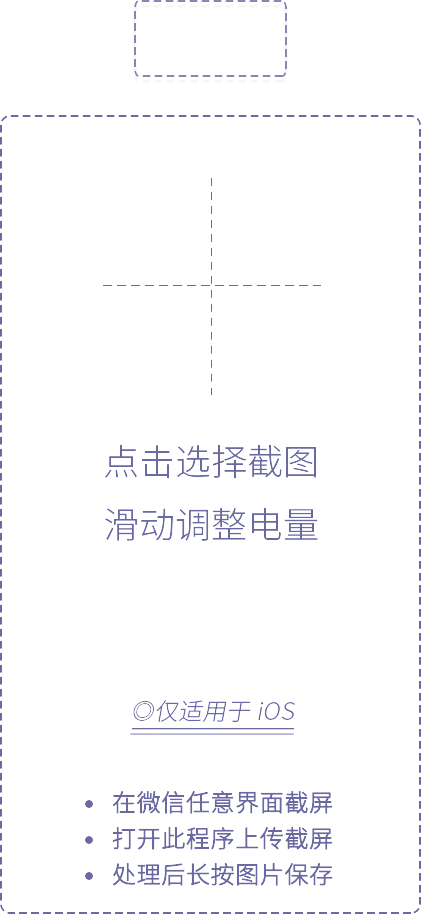 点击选择截图
滑动调整电量
◎仅适用于 iOS
• 在微信任意界面截屏
• 打开此程序上传截屏
• 处理后长按图片保存